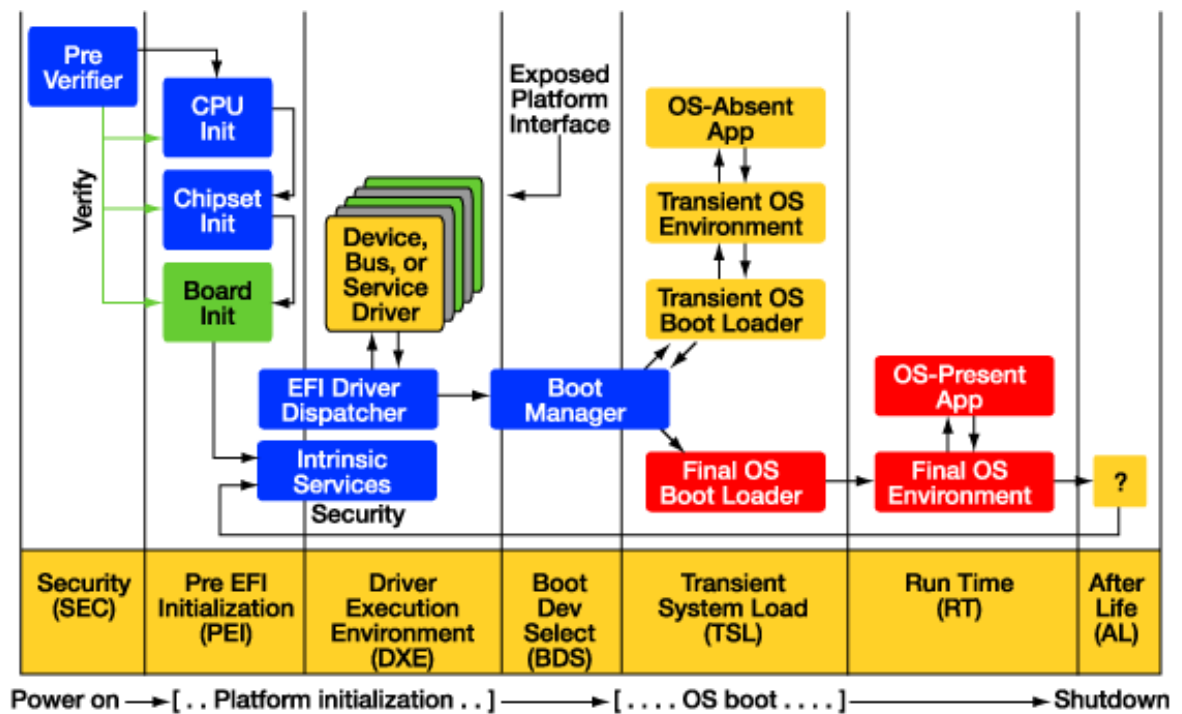 Pre
Verifier
CPU
Init
Chipset
Init
Board
Init
Verify
Exposed
Platform
Interface
Device,
Bus, or
Service
Driver
EFI Driver
Dispatcher
Intrinsic
Services
Security
Boot
Manager
OS-Absent
App
Transient OS
Environment
Transient OS
Boot Loader
Final OS
Boot Loader
OS-Present
App
Final OS
Environment
?
Security
(SEC)
Pre EFI
Initialization
(PEI)
Driver
Execution
Environment
(DXE)
Boot
Dev
Select
(BDS)
Transient
System Load
(TSL)
Run Time
(RT)
After
Life
(AL)
Power on [ . . Platform initialization . . ] [ . . . . OS boot . . . . ] Shutdown